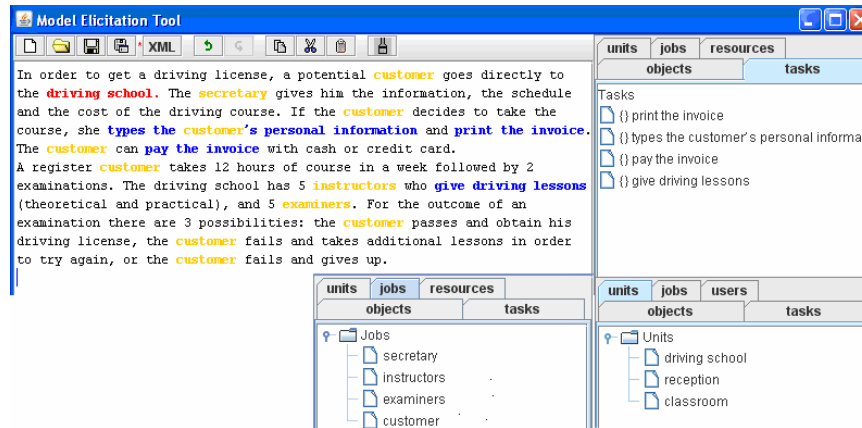 Model Elicitation Tool
XML
units jobs resources
objects tasks
In order to get a driving license, a potential customer goes directly to
the driving school. The secretary gives him the information, the schedule
and the cost of the driving course. If the customer decides to take the
course, she types the customer's personal information and print the invoice.
The customer can pay the invoice with cash or credit card.
A register customer takes 12 hours of course in a week followed by 2
examinations. The driving school has 5 instructors who give driving lessons
(theoretical and practical), and 5 examiners. For the outcome of an
examination there are 3 possibilities: the customer passes and obtain his
driving license, the customer fails and takes additional lessons in order
to try again, or the customer fails and gives up.
Tasks
{} print the invoice
{} types the customer's personal informa
{} pay the invoice
{} give driving lessons
units jobs resources
objects tasks
Jobs
secretary
instructors
examiners
customer
units jobs users
objects tasks
Units
driving school
reception
classroom